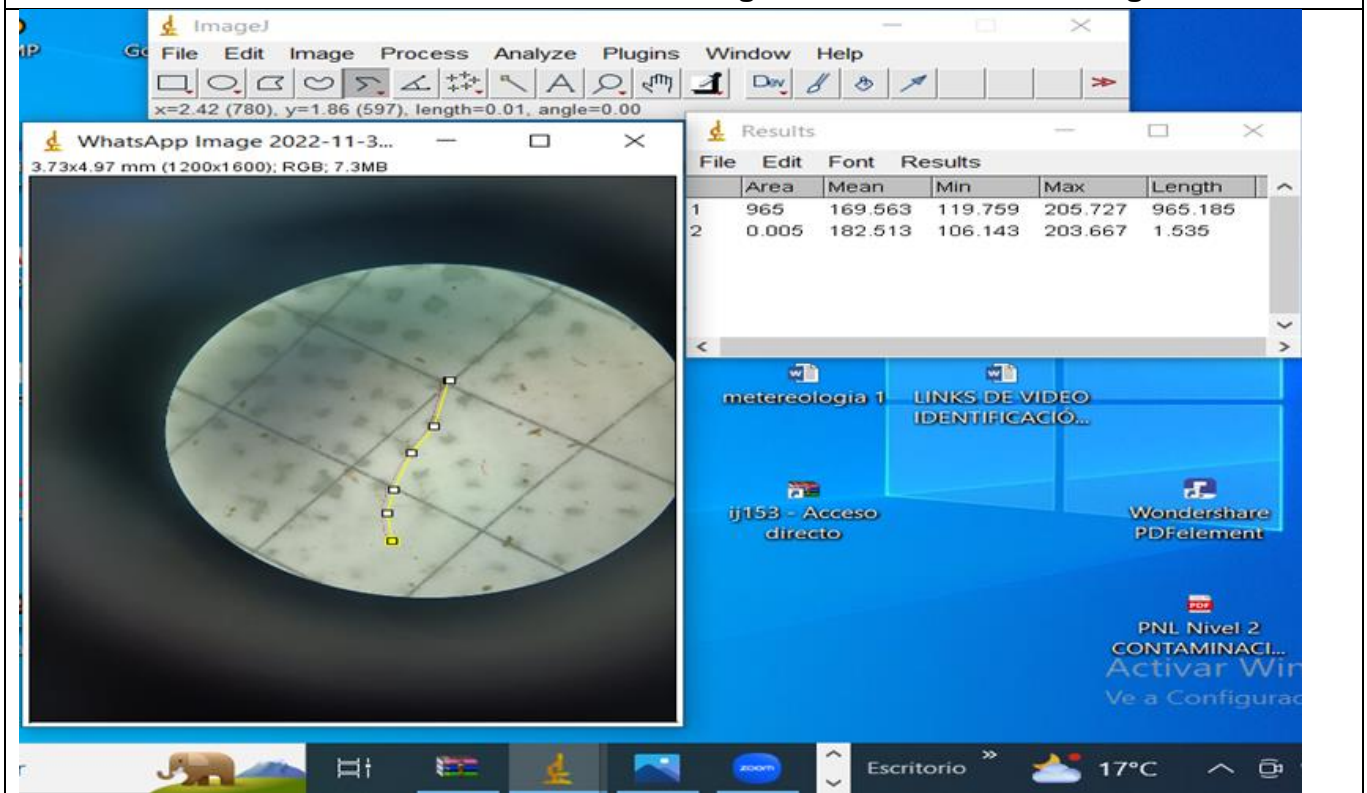 ImageJ
File Edit Image Process Analyze Plugins Window Help
A Dev
x=2.42 (780), y=1.86 (597), length=0.01, angle=0.00
WhatsApp Image 2022-11-3...
3.73x4.97 mm (1200x1600); RGB; 7.3MB
Results
File Edit Font Results
Area Mean Min Max Length
1 965 169.563 119.759 205.727 965.185
2 0.005 182.513 106.143 203.667 1.535
metereologia 1
LINKS DE VIDEO
IDENTIFICACIÓ...
ij153 - Acceso
directo
Wondershare
PDFelement
PDF
PNL Nivel 2
CONTAMINACI...
Activar Win
Ve a Configurac
zoom
Escritorio
17°C